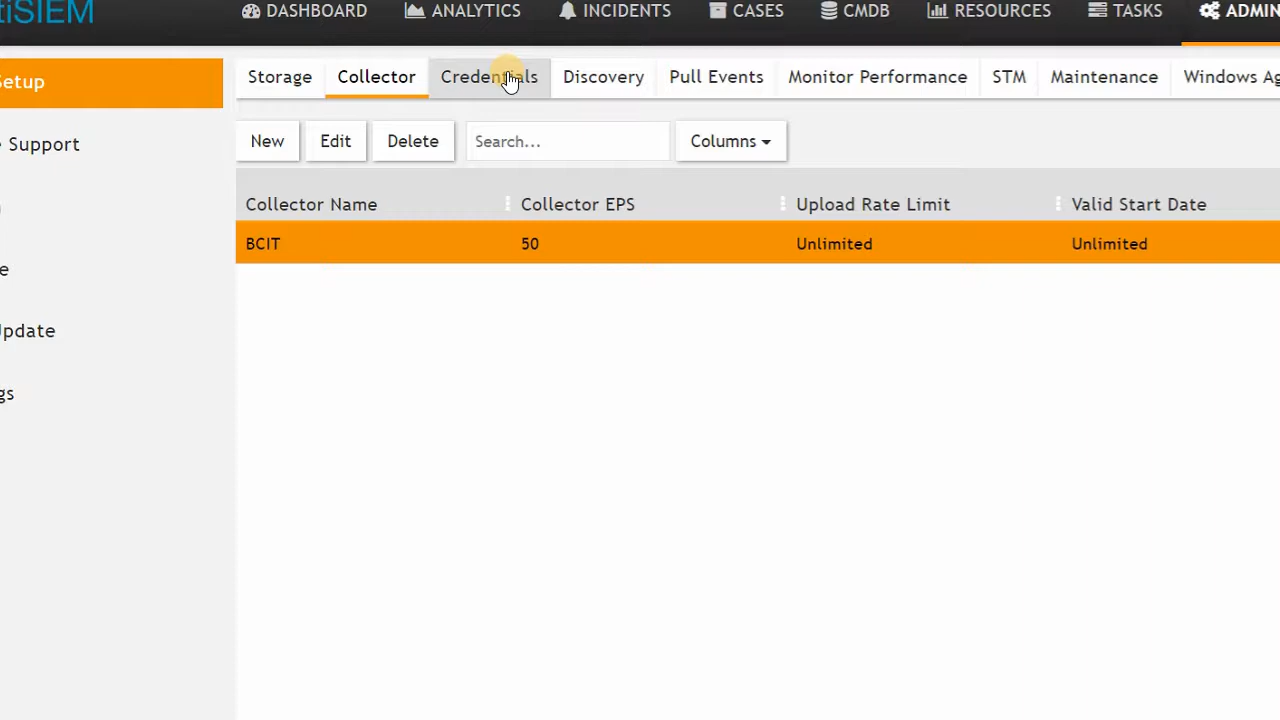 tiSIEM
DASHBOARD ANALYTICS INCIDENTS CASES CMDB RESOURCES TASKS ADMIN
Setup
Support
e
Update
gs
Storage Collector Credentials Discovery Pull Events Monitor Performance STM Maintenance Windows Ag
New Edit Delete Search... Columns
Collector Name Collector EPS Upload Rate Limit Valid Start Date
BCIT 50 Unlimited Unlimited